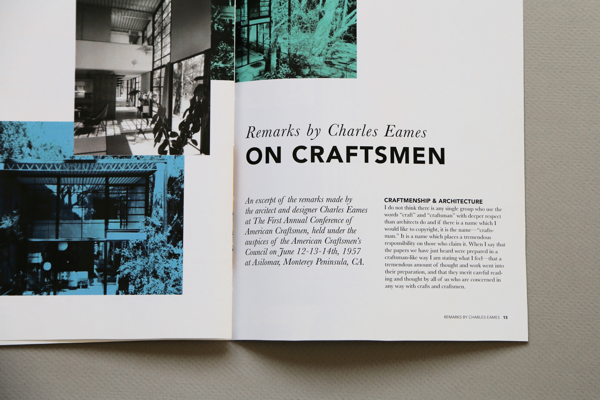 Remarks by Charles Eames
ON CRAFTSMEN
An excerpt of the remarks made by
the arcitect and designer Charles Eames
at The First Annual Conference of
American Craftsmen, held under the
auspices of the American Craftsmen's
Council on June 12-13-14th, 1957
at Asilomar, Monterey Peninsula, CA.
CRAFTMENSHIP & ARCHITECTURE
I do not think there is any single group who use the
words "craft" and "craftsman" with deeper respect
than architects do and if there is a name which I
would like to copyright, it is the name—"crafts-
man." It is a name which places a tremendous
responsibility on those who claim it. When I say that
the papers we have just heard were prepared in a
craftsman-like way I am stating what I feel—that a
tremendous amount of thought and work went into
their preparation, and that they merit careful read-
ing and thought by all of us who are concerned in
any way with crafts and craftsmen.
REMARKS BY CHARLES EAMES 13